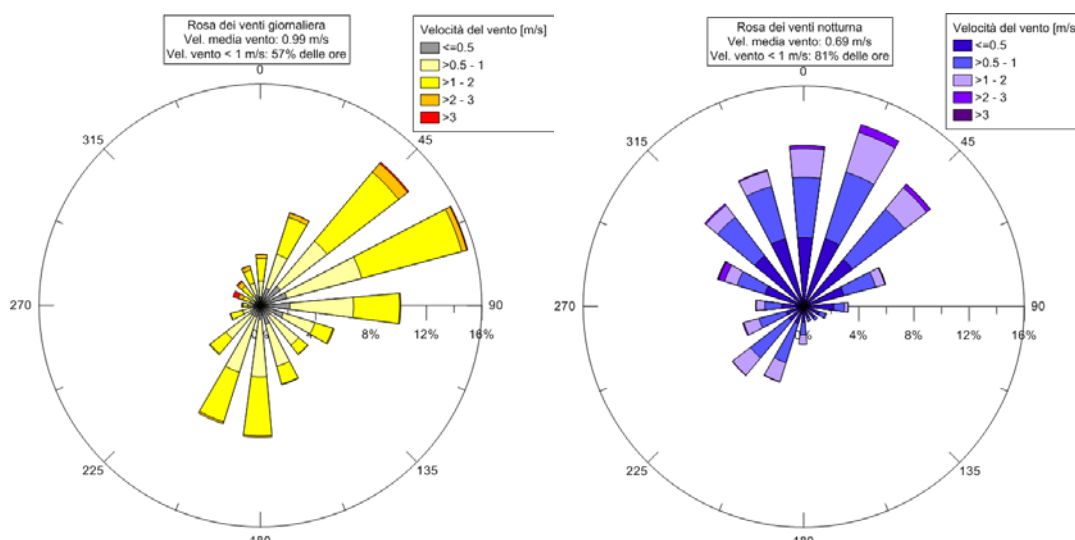 Rosa dei venti giornaliera
Vel. media vento: 0.99 m/s
Vel. vento < 1 m/s: 57% delle ore
Velocità del vento [m/s]
<=0.5
>0.5 - 1
>1 - 2
>2 - 3
>3
0
45
90
135
180
225
270
315
4%
8%
12%
16%
Rosa dei venti notturna
Vel. media vento: 0.69 m/s
Vel. vento < 1 m/s: 81% delle ore
Velocità del vento [m/s]
<=0.5
>0.5 - 1
>1 - 2
>2 - 3
>3
0
45
90
135
180
225
270
315
4%
8%
12%
16%